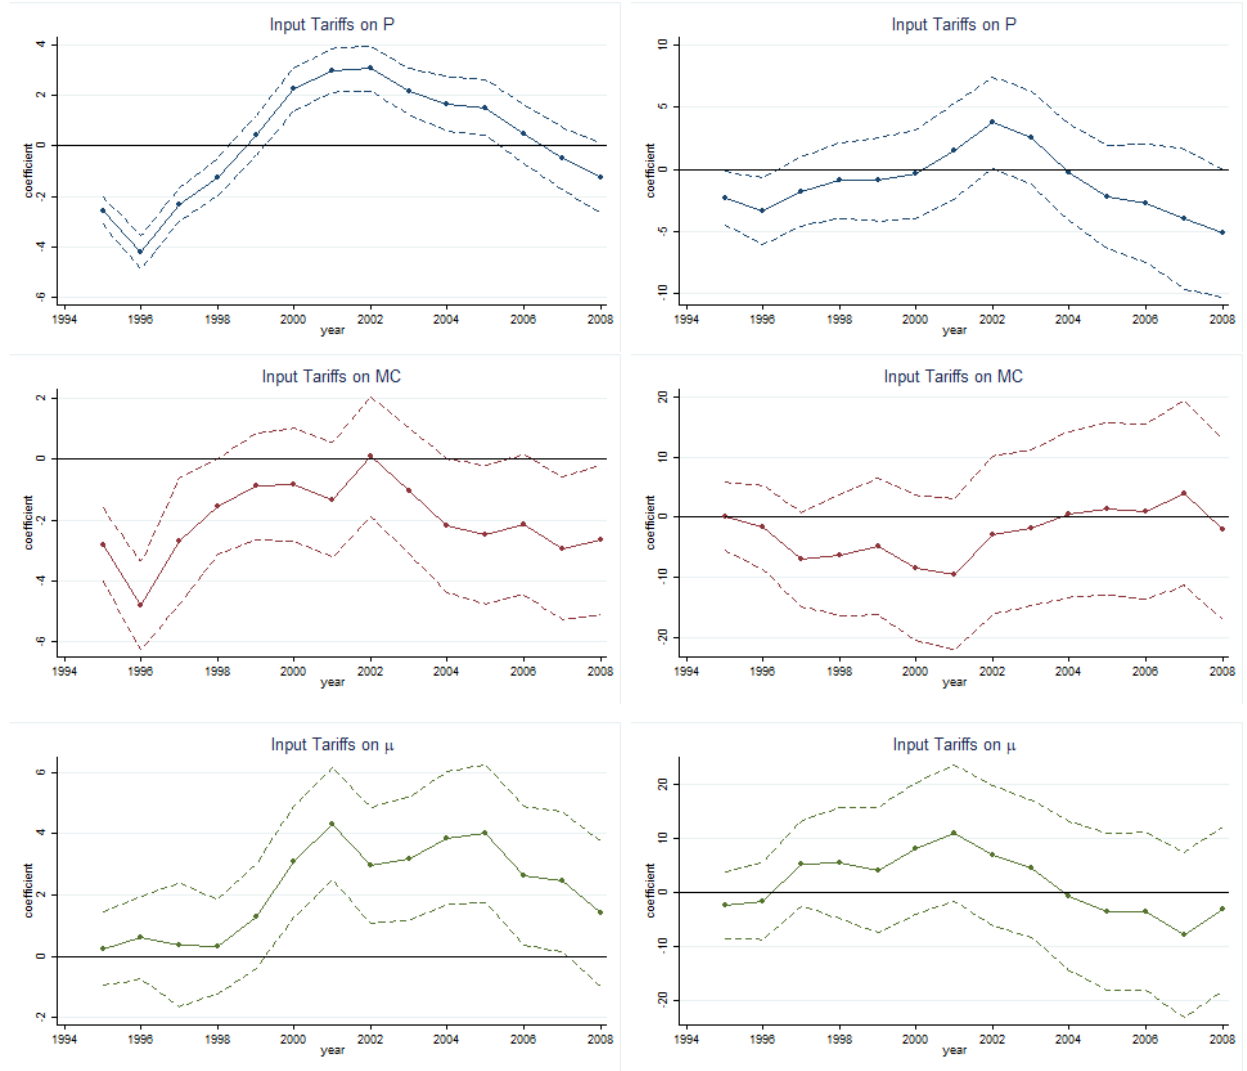 Input Tariffs on P
coefficient
4
2
0
-2
-4
-6
1994 1996 1998 2000 2002 2004 2006 2008
year
Input Tariffs on P
coefficient
10
5
0
-5
-10
1994 1996 1998 2000 2002 2004 2006 2008
year
Input Tariffs on MC
coefficient
2
0
-2
-4
-6
1994 1996 1998 2000 2002 2004 2006 2008
year
Input Tariffs on MC
coefficient
20
10
0
-10
-20
1994 1996 1998 2000 2002 2004 2006 2008
year
Input Tariffs on μ
coefficient
6
4
2
0
-2
1994 1996 1998 2000 2002 2004 2006 2008
year
Input Tariffs on μ
coefficient
20
10
0
-10
-20
1994 1996 1998 2000 2002 2004 2006 2008
year